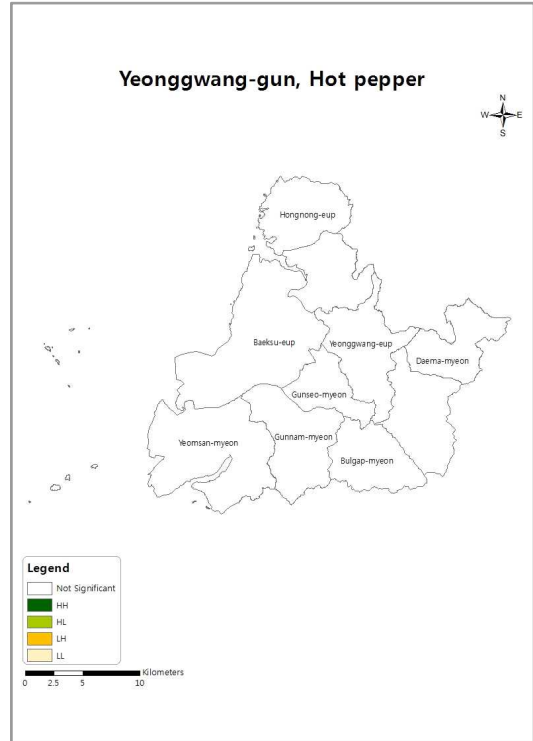 Yeonggwang-gun, Hot pepper
N
W E
S
Hongnong-eup
Baeksu-eup
Yeonggwang-eup
Daema-myeon
Gunseo-myeon
Yeomsan-myeon
Gunnam-myeon
Bulgap-myeon
Legend
Not Significant
HH
HL
LH
LL
Kilometers
0 2.5 5 10